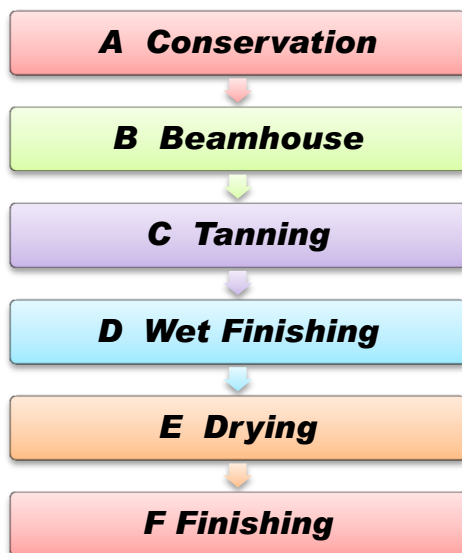 A Conservation
B Beamhouse
C Tanning
D Wet Finishing
E Drying
F Finishing